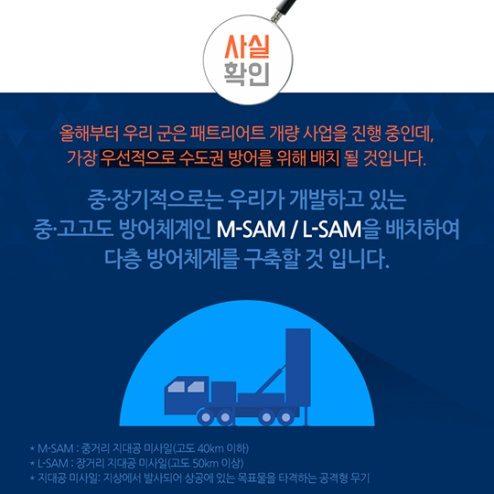 사실
확인
올해부터 우리 군은 패트리어트 개량 사업을 진행 중인데,
가장 우선적으로 수도권 방어를 위해 배치 될 것입니다.
중·장기적으로는 우리가 개발하고 있는
중·고고도 방어체계인 M-SAM / L-SAM을 배치하여
다층 방어체계를 구축할 것 입니다.
* M-SAM : 중거리 지대공 미사일(고도 40km 이하)
* L-SAM : 장거리 지대공 미사일(고도 50km 이상)
* 지대공 미사일: 지상에서 발사되어 상공에 있는 목표물을 타격하는 공격형 무기